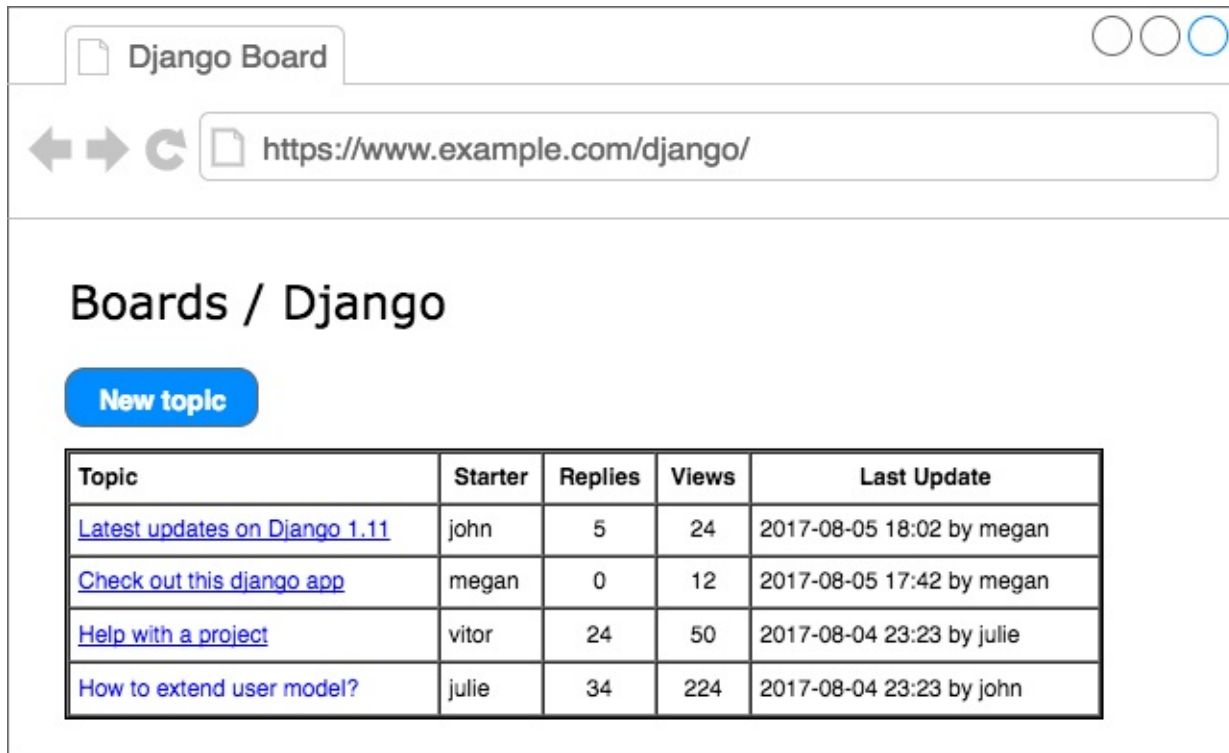 Django Board
https://www.example.com/django/
Boards / Django
New topic
Topic Starter Replies Views Last Update
Latest updates on Django 1.11 john 5 24 2017-08-05 18:02 by megan
Check out this django app megan 0 12 2017-08-05 17:42 by megan
Help with a project vitor 24 50 2017-08-04 23:23 by julie
How to extend user model? julie 34 224 2017-08-04 23:23 by john